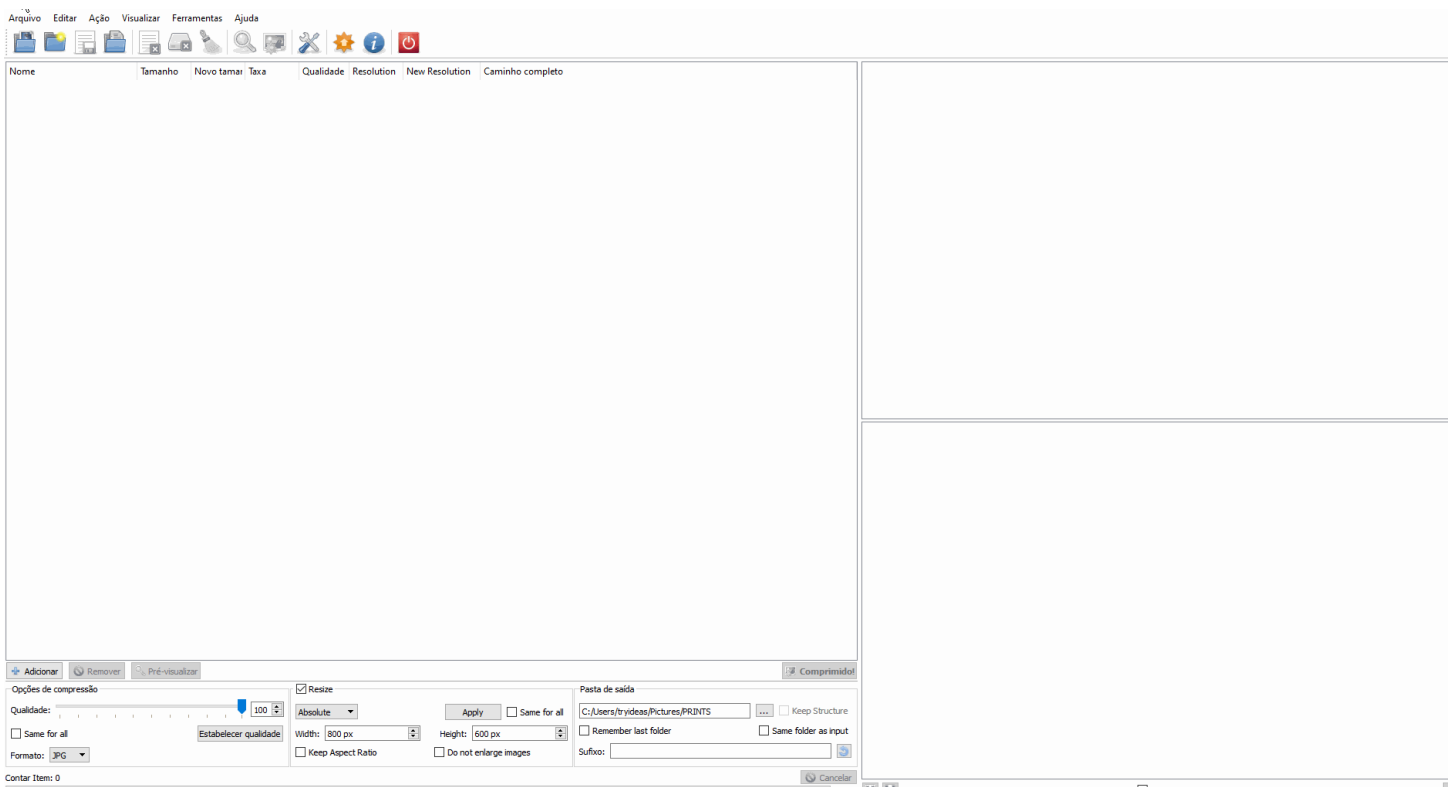 Arquivo Editar Ação Visualizar Ferramentas Ajuda
Nome Tamanho Novo tamar Taxa Qualidade Resolution New Resolution Caminho completo
Adicionar Remover Pré-visualizar Comprimido!
Opções de compressão
Qualidade: 100
Same for all Estabelecer qualidade
Formato: JPG
Resize
Absolute Apply Same for all
Width: 800 px Height: 600 px
Keep Aspect Ratio Do not enlarge images
Pasta de saída
C:/Users/tryideas/Pictures/PRINTS ... Keep Structure
Remember last folder Same folder as input
Sufixo:
Contar Item: 0 Cancelar